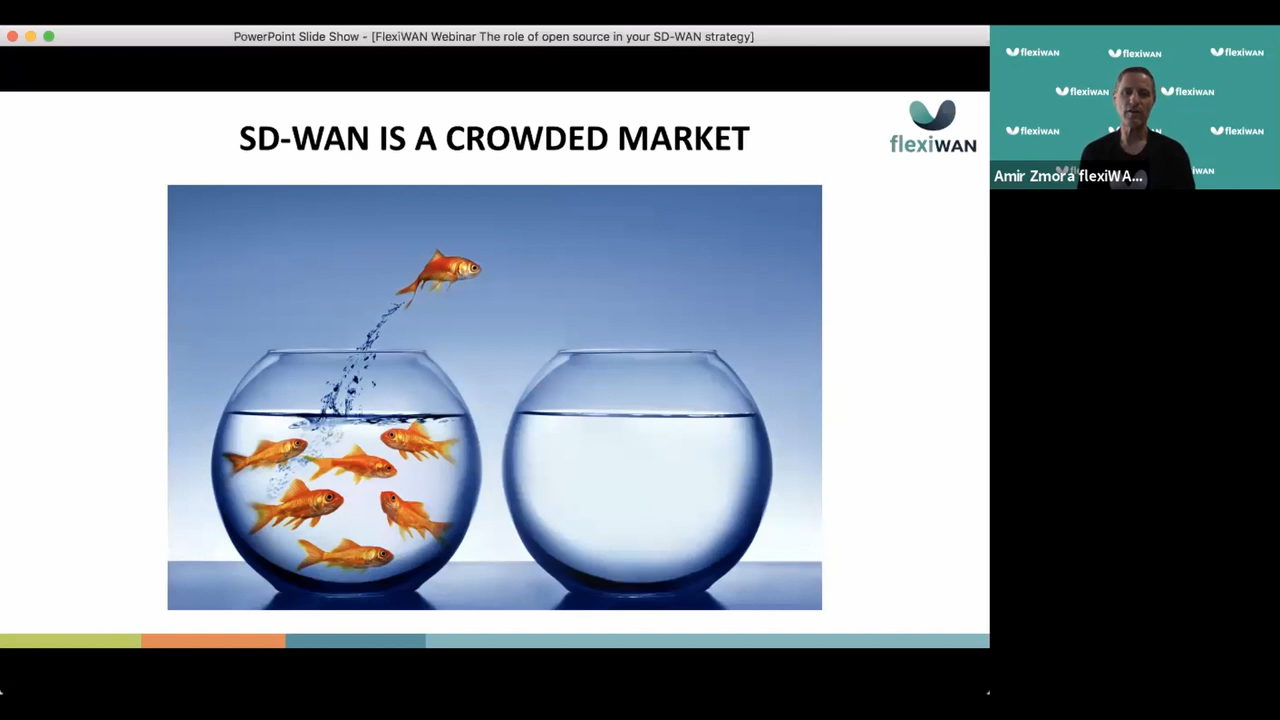 PowerPoint Slide Show - [FlexiWAN Webinar The role of open source in your SD-WAN strategy]
SD-WAN IS A CROWDED MARKET
flexiWAN
flexiwan
flexiwan
flexiwan
flexiwan
flexiwan
flexiwan
flexiwan
Amir Zmora flexiWA...